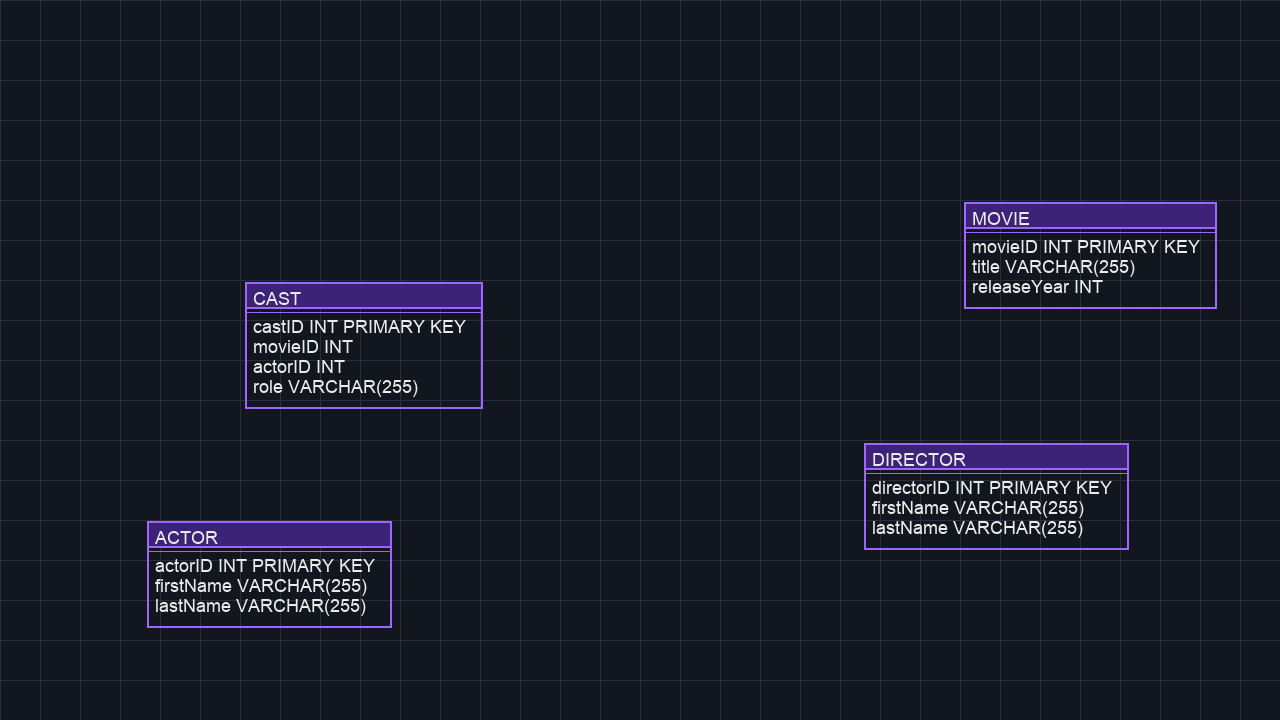 MOVIE
movieID INT PRIMARY KEY
title VARCHAR(255)
releaseYear INT
CAST
castID INT PRIMARY KEY
movieID INT
actorID INT
role VARCHAR(255)
DIRECTOR
directorID INT PRIMARY KEY
firstName VARCHAR(255)
lastName VARCHAR(255)
ACTOR
actorID INT PRIMARY KEY
firstName VARCHAR(255)
lastName VARCHAR(255)